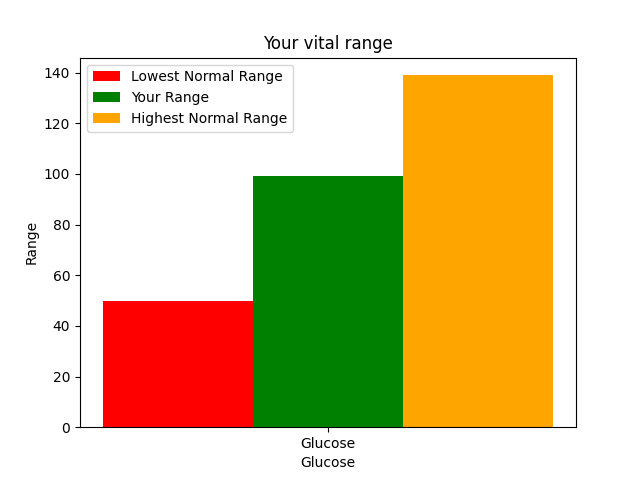 Your vital range
Lowest Normal Range
Your Range
Highest Normal Range
Range
140
120
100
80
60
40
20
0
Glucose
Glucose